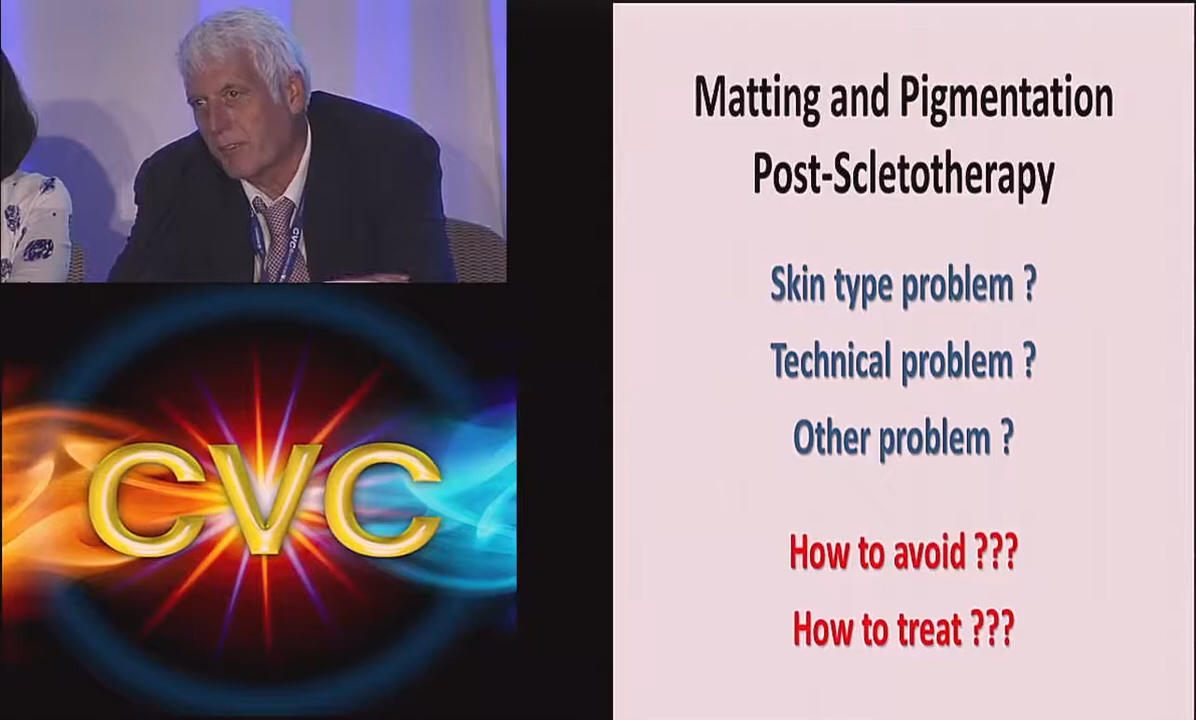 CVC
CVC
Matting and Pigmentation
Post-Scletotherapy
Skin type problem ?
Technical problem ?
Other problem ?
How to avoid ???
How to treat ???